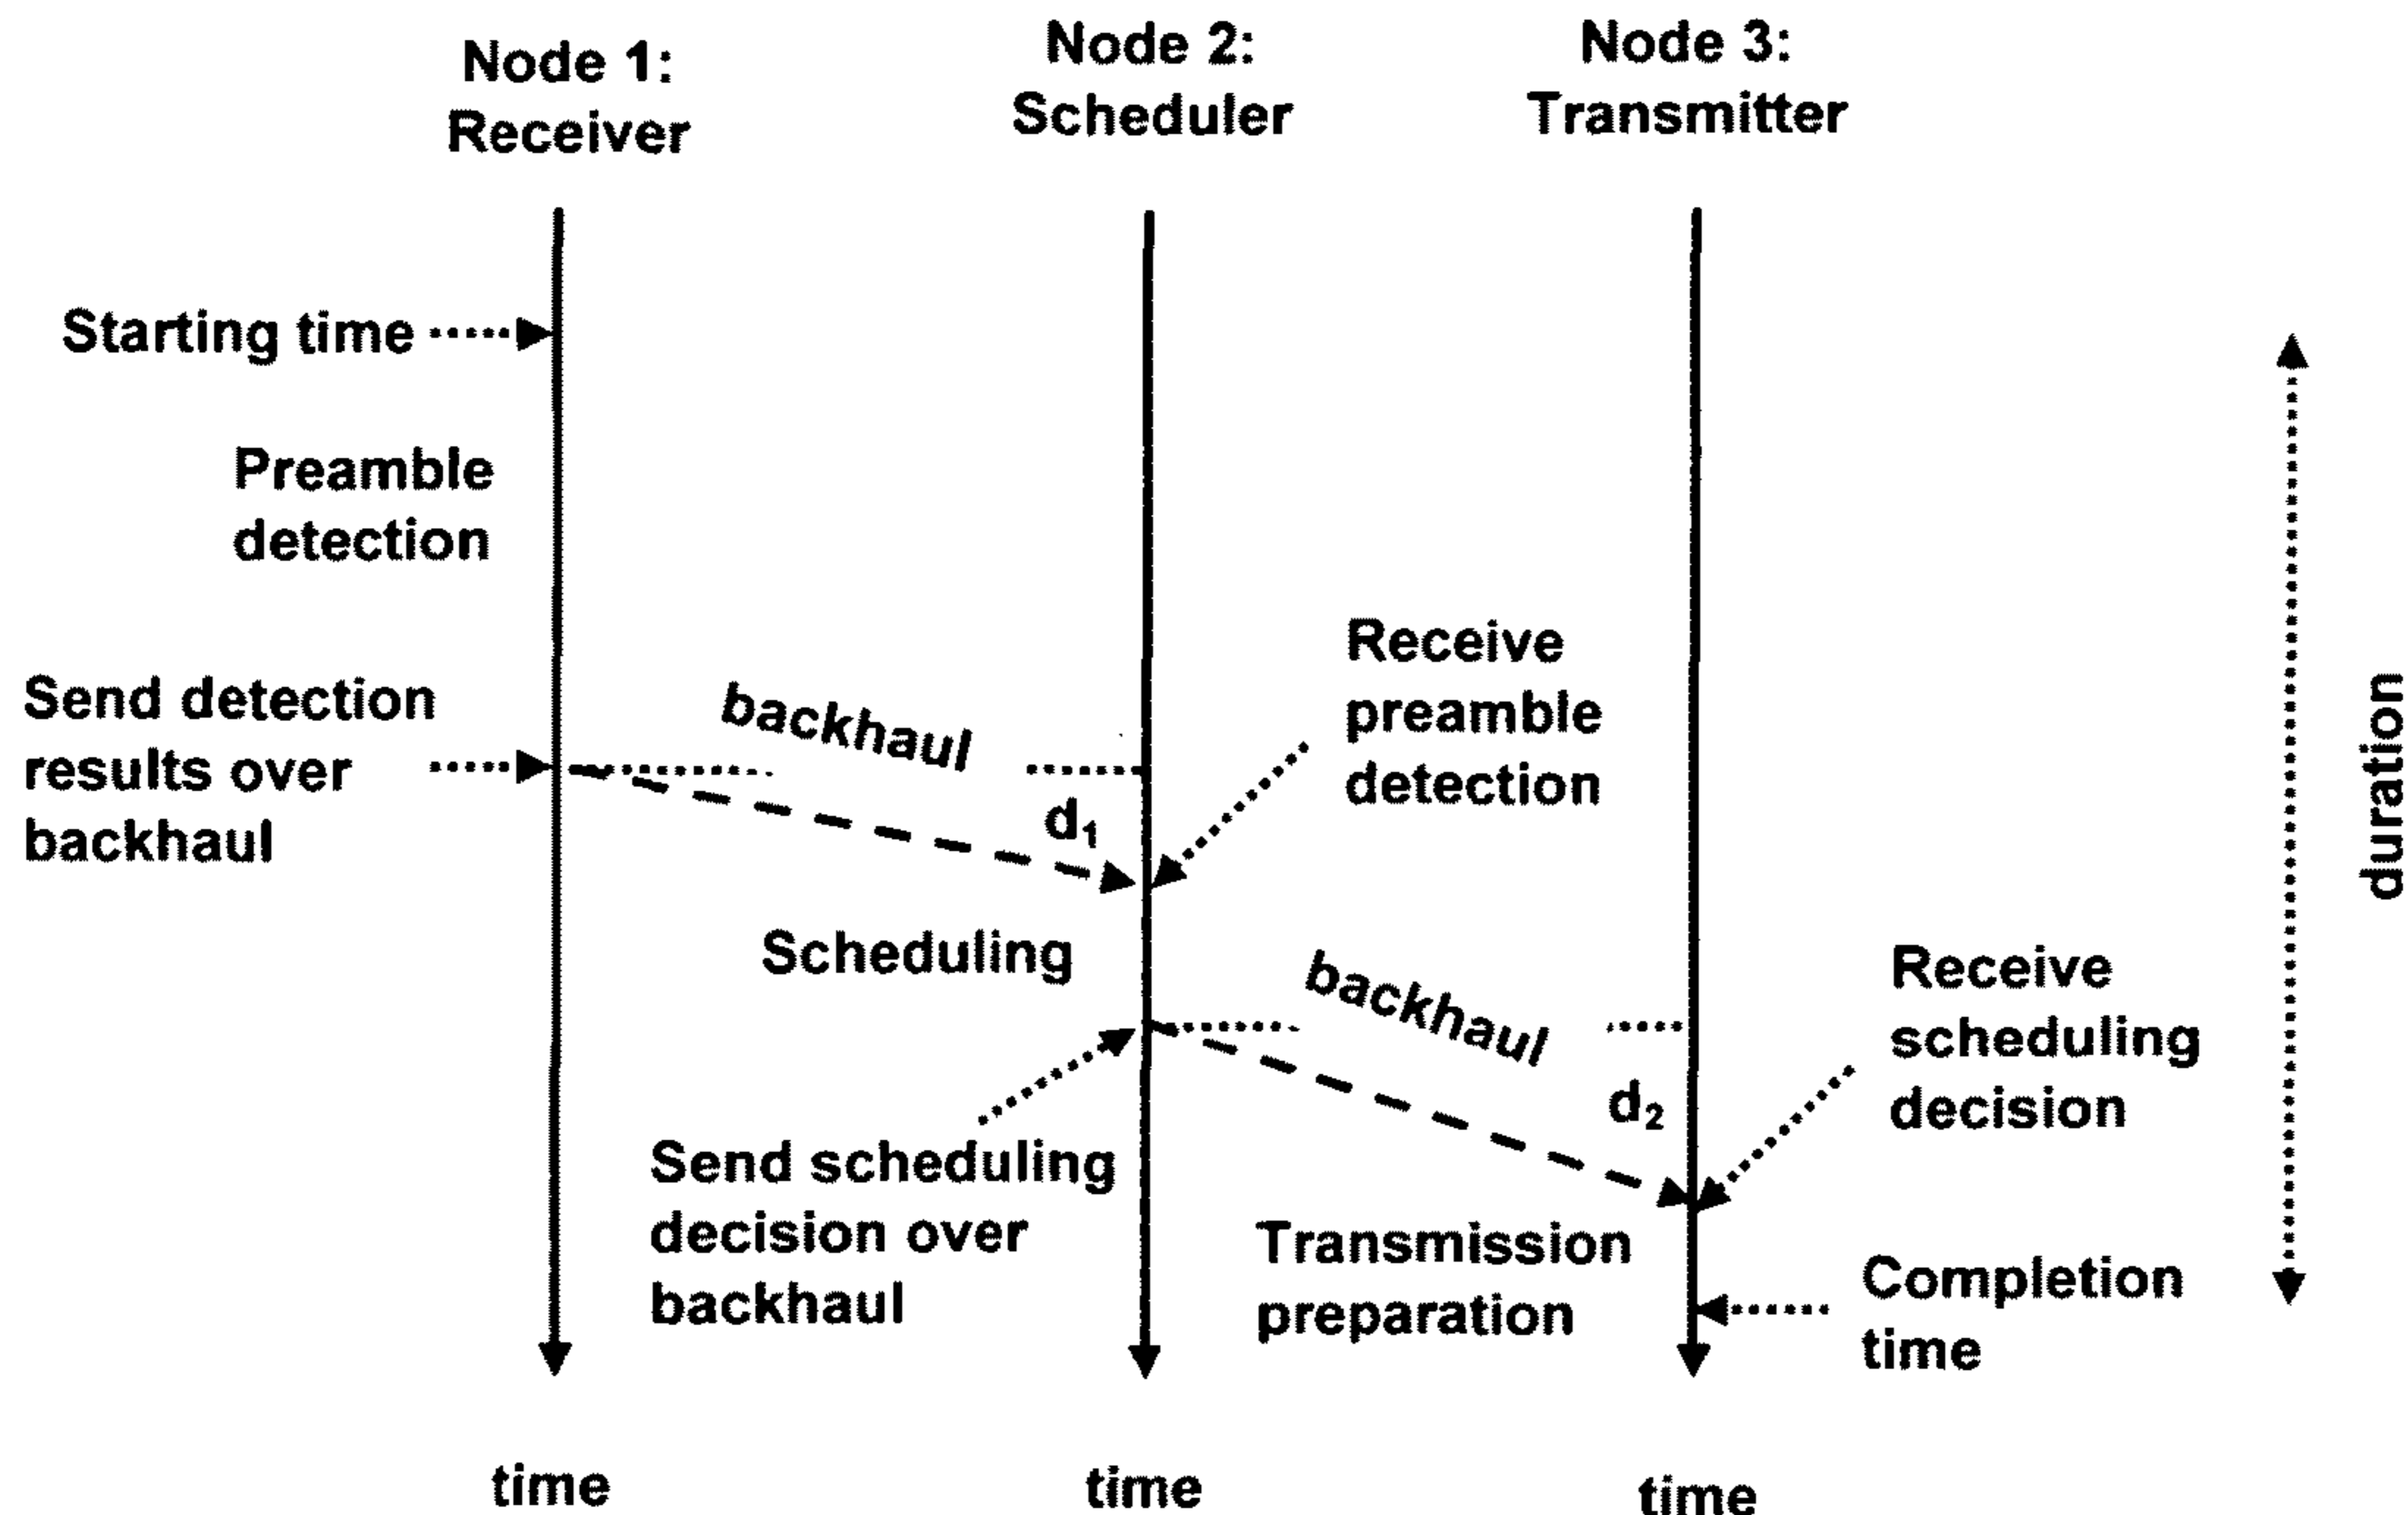 Node 1:
Receiver
Node 2:
Scheduler
Node 3:
Transmitter
Starting time
Preamble
detection
Send detection
results over
backhaul
backhaul
d₁
Receive
preamble
detection
duration
Scheduling
backhaul
d₂
Receive
scheduling
decision
Send scheduling
decision over
backhaul
Transmission
preparation
Completion
time
time
time
time